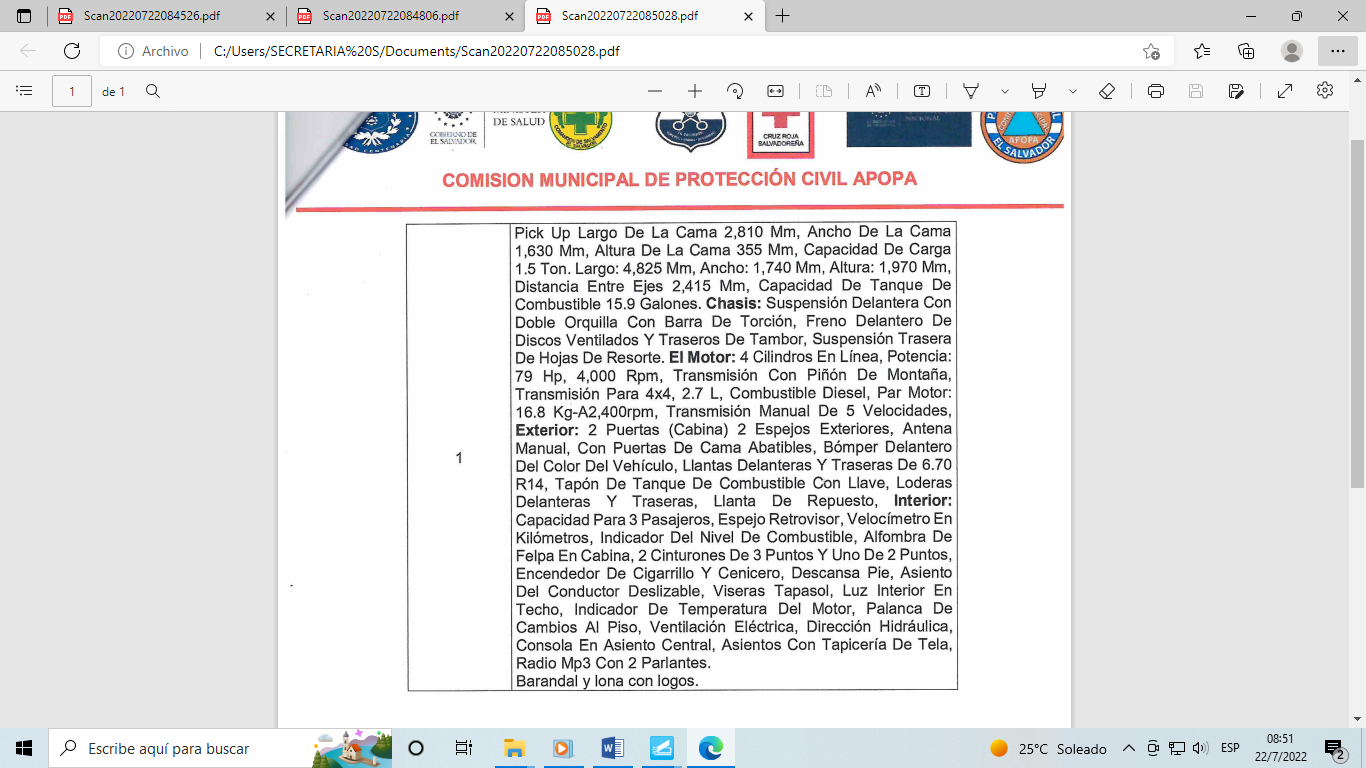 Scan20220722084526.pdf
Scan20220722084806.pdf
Scan20220722085028.pdf
Archivo
C:/Users/SECRETARIA%20S/Documents/Scan20220722085028.pdf
1 de 1
GOBIERNO DE
EL SALVADOR
DE SALUD
CRUZ ROJA
SALVADOREÑA
NACIONAL
APOPA
EL SALVADOR
COMISION MUNICIPAL DE PROTECCIÓN CIVIL APOPA
1
Pick Up Largo De La Cama 2,810 Mm, Ancho De La Cama
1,630 Mm, Altura De La Cama 355 Mm, Capacidad De Carga
1.5 Ton. Largo: 4,825 Mm, Ancho: 1,740 Mm, Altura: 1,970 Mm,
Distancia Entre Ejes 2,415 Mm, Capacidad De Tanque De
Combustible 15.9 Galones. Chasis: Suspensión Delantera Con
Doble Orquilla Con Barra De Torción, Freno Delantero De
Discos Ventilados Y Traseros De Tambor, Suspensión Trasera
De Hojas De Resorte. El Motor: 4 Cilindros En Línea, Potencia:
79 Hp, 4,000 Rpm, Transmisión Con Piñón De Montaña,
Transmisión Para 4x4, 2.7 L, Combustible Diesel, Par Motor:
16.8 Kg-A2,400rpm, Transmisión Manual De 5 Velocidades,
Exterior: 2 Puertas (Cabina) 2 Espejos Exteriores, Antena
Manual, Con Puertas De Cama Abatibles, Bómper Delantero
Del Color Del Vehículo, Llantas Delanteras Y Traseras De 6.70
R14, Tapón De Tanque De Combustible Con Llave, Loderas
Delanteras Y Traseras, Llanta De Repuesto, Interior:
Capacidad Para 3 Pasajeros, Espejo Retrovisor, Velocímetro En
Kilómetros, Indicador Del Nivel De Combustible, Alfombra De
Felpa En Cabina, 2 Cinturones De 3 Puntos Y Uno De 2 Puntos,
Encendedor De Cigarrillo Y Cenicero, Descansa Pie, Asiento
Del Conductor Deslizable, Viseras Tapasol, Luz Interior En
Techo, Indicador De Temperatura Del Motor, Palanca De
Cambios Al Piso, Ventilación Eléctrica, Dirección Hidráulica,
Consola En Asiento Central, Asientos Con Tapicería De Tela,
Radio Mp3 Con 2 Parlantes.
Barandal y lona con logos.
Escribe aquí para buscar
25°C Soleado
ESP
08:51
22/7/2022
2